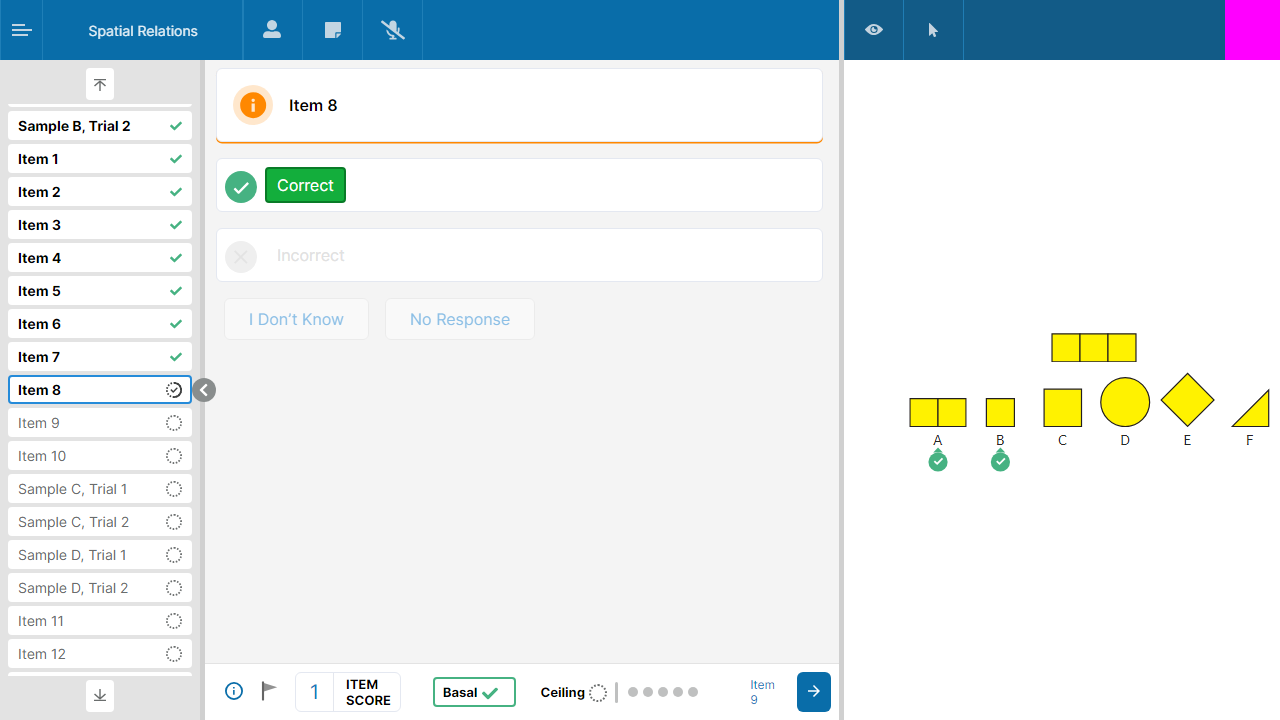 Spatial Relations
Sample B, Trial 2
Item 1
Item 2
Item 3
Item 4
Item 5
Item 6
Item 7
Item 8
Item 9
Item 10
Sample C, Trial 1
Sample C, Trial 2
Sample D, Trial 1
Sample D, Trial 2
Item 11
Item 12
Item 8
Correct
Incorrect
I Don't Know
No Response
1
ITEM
SCORE
Basal
Ceiling
Item
9
A B C D E F